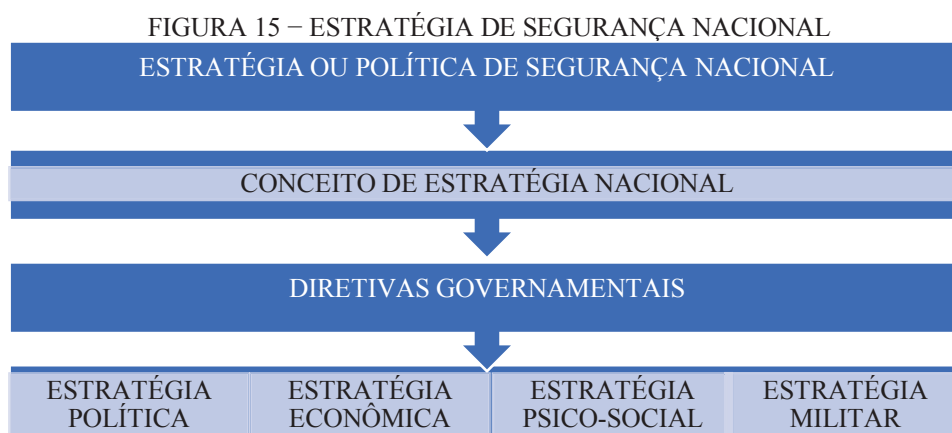 FIGURA 15 − ESTRATÉGIA DE SEGURANÇA NACIONAL
ESTRATÉGIA OU POLÍTICA DE SEGURANÇA NACIONAL
CONCEITO DE ESTRATÉGIA NACIONAL
DIRETIVAS GOVERNAMENTAIS
ESTRATÉGIA
POLÍTICA
ESTRATÉGIA
ECONÔMICA
ESTRATÉGIA
PSICO-SOCIAL
ESTRATÉGIA
MILITAR